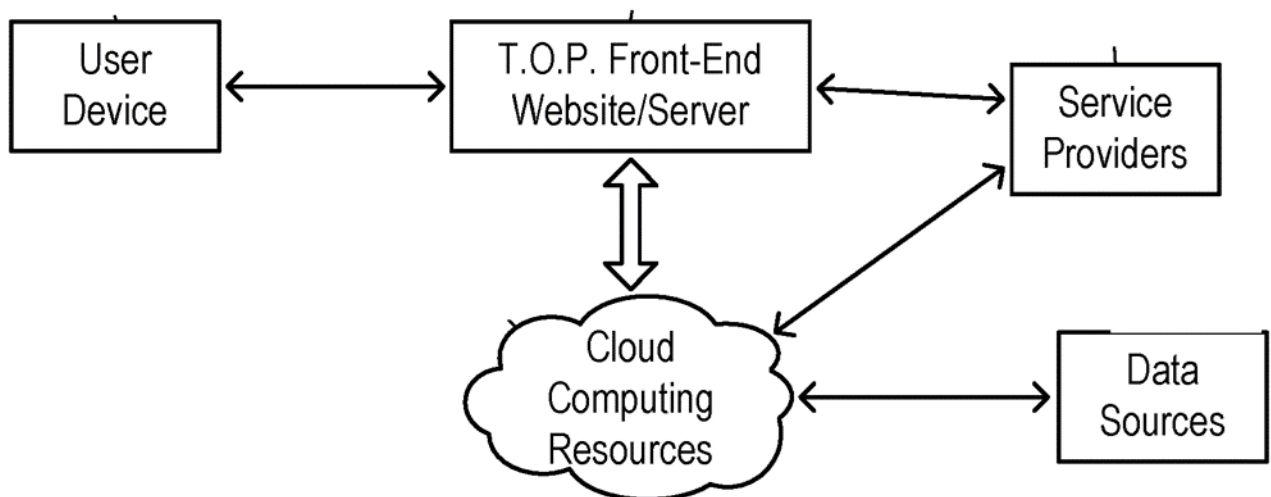 User
Device
T.O.P. Front-End
Website/Server
Service
Providers
Cloud
Computing
Resources
Data
Sources